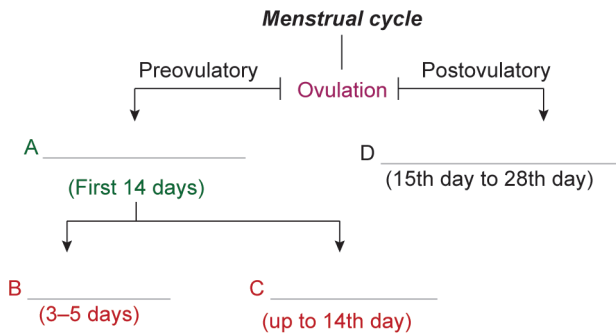 Menstrual cycle
Preovulatory
Postovulatory
Ovulation
A
D
(First 14 days)
(15th day to 28th day)
B
C
(3–5 days)
(up to 14th day)